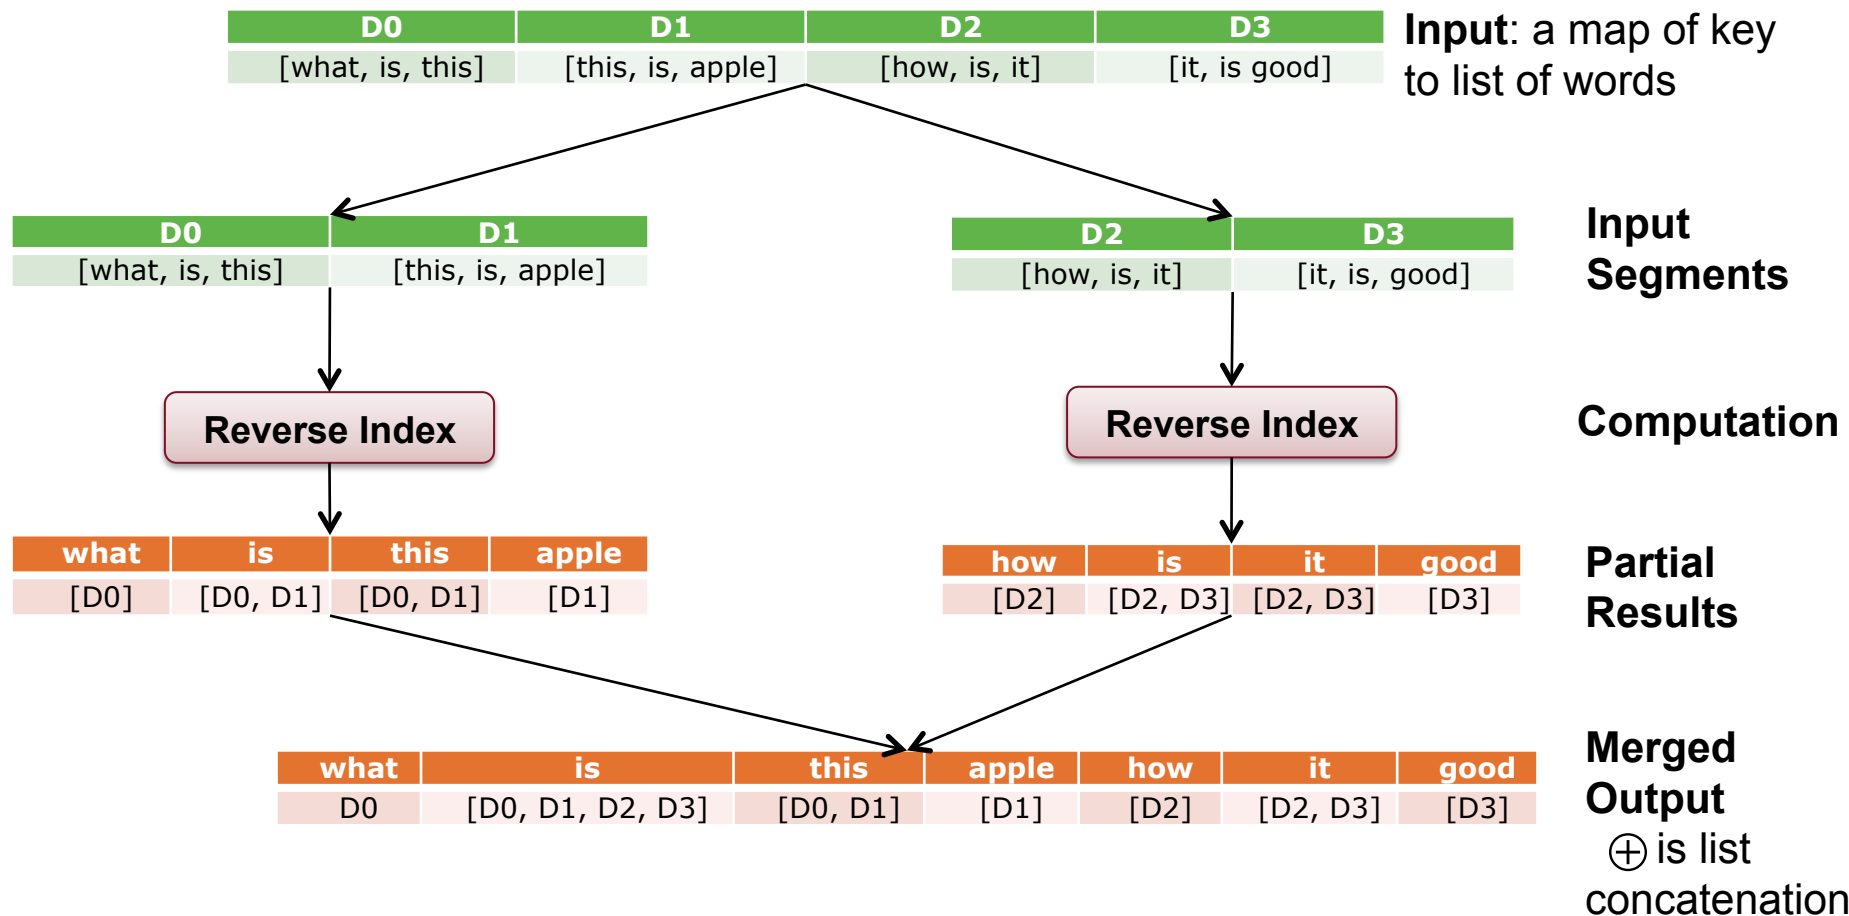 D0 D1 D2 D3
[what, is, this] [this, is, apple] [how, is, it] [it, is good]
Input: a map of key
to list of words
D0 D1
[what, is, this] [this, is, apple]
D2 D3
[how, is, it] [it, is, good]
Input
Segments
Reverse Index
Reverse Index
Computation
what is this apple
[D0] [D0, D1] [D0, D1] [D1]
how is it good
[D2] [D2, D3] [D2, D3] [D3]
Partial
Results
what is this apple how it good
D0 [D0, D1, D2, D3] [D0, D1] [D1] [D2] [D2, D3] [D3]
Merged
Output
⊕ is list
concatenation